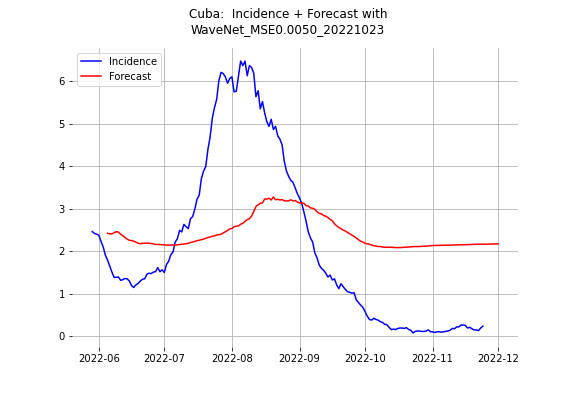 Cuba:  Incidence + Forecast with
WaveNet_MSE0.0050_20221023
Incidence
Forecast
6
5
4
3
2
1
0
2022-06 2022-07 2022-08 2022-09 2022-10 2022-11 2022-12